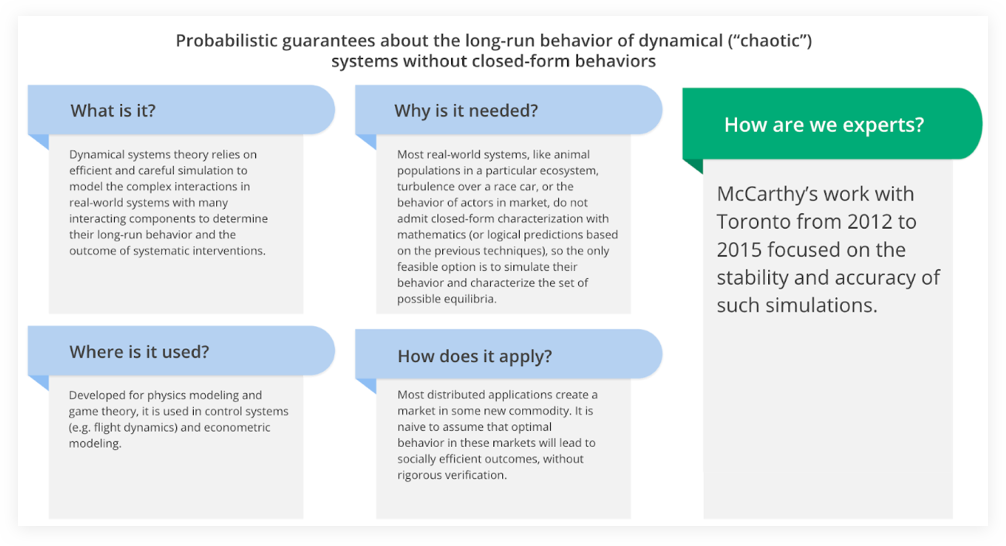 Probabilistic guarantees about the long-run behavior of dynamical (“chaotic”)
systems without closed-form behaviors
What is it?
Dynamical systems theory relies on
efficient and careful simulation to
model the complex interactions in
real-world systems with many
interacting components to determine
their long-run behavior and the
outcome of systematic interventions.
Why is it needed?
Most real-world systems, like animal
populations in a particular ecosystem,
turbulence over a race car, or the
behavior of actors in market, do not
admit closed-form characterization with
mathematics (or logical predictions based
on the previous techniques), so the only
feasible option is to simulate their
behavior and characterize the set of
possible equilibria.
How are we experts?
McCarthy’s work with
Toronto from 2012 to
2015 focused on the
stability and accuracy of
such simulations.
Where is it used?
Developed for physics modeling and
game theory, it is used in control systems
(e.g. flight dynamics) and econometric
modeling.
How does it apply?
Most distributed applications create a
market in some new commodity. It is
naive to assume that optimal
behavior in these markets will lead to
socially efficient outcomes, without
rigorous verification.